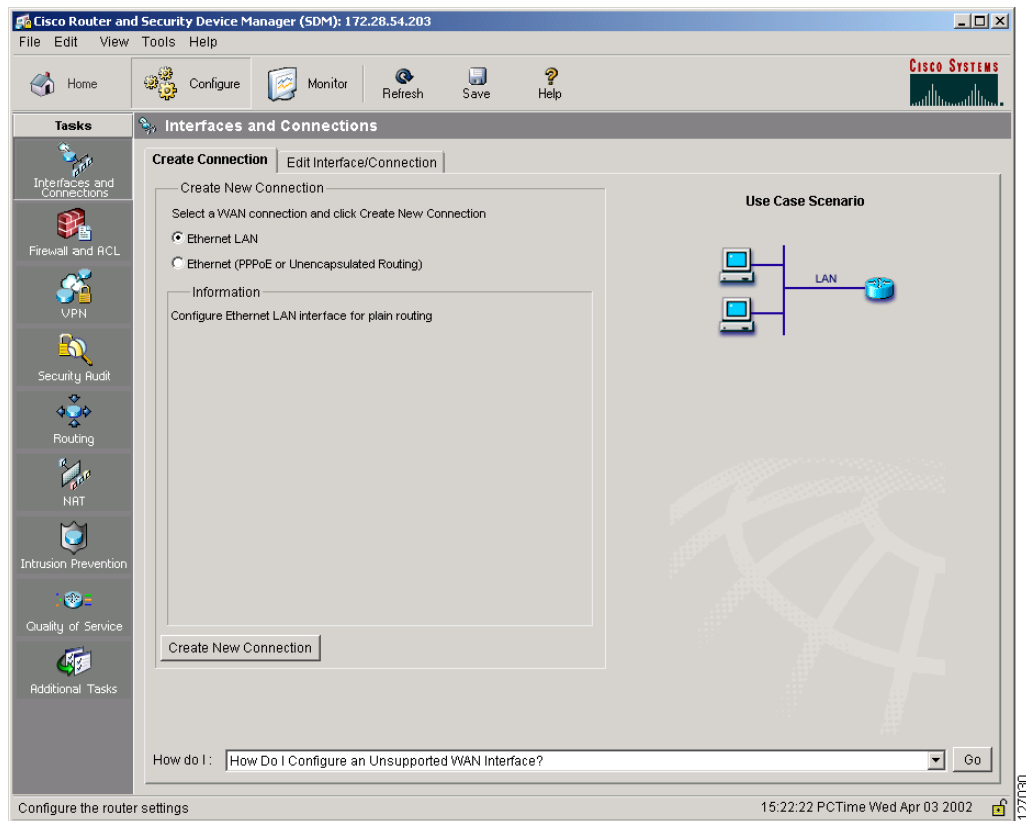 Cisco Router and Security Device Manager (SDM): 172.28.54.203
File Edit View Tools Help
Home Configure Monitor Refresh Save Help
CISCO SYSTEMS
Tasks
Interfaces and Connections
Interfaces and
Connections
Firewall and ACL
VPN
Security Audit
Routing
NAT
Intrusion Prevention
Quality of Service
Additional Tasks
Create Connection Edit Interface/Connection
Create New Connection
Select a WAN connection and click Create New Connection
Ethernet LAN
Ethernet (PPPoE or Unencapsulated Routing)
Information
Configure Ethernet LAN interface for plain routing
Create New Connection
Use Case Scenario
LAN
How do I : How Do I Configure an Unsupported WAN Interface? Go
Configure the router settings 15:22:22 PCTime Wed Apr 03 2002
127030